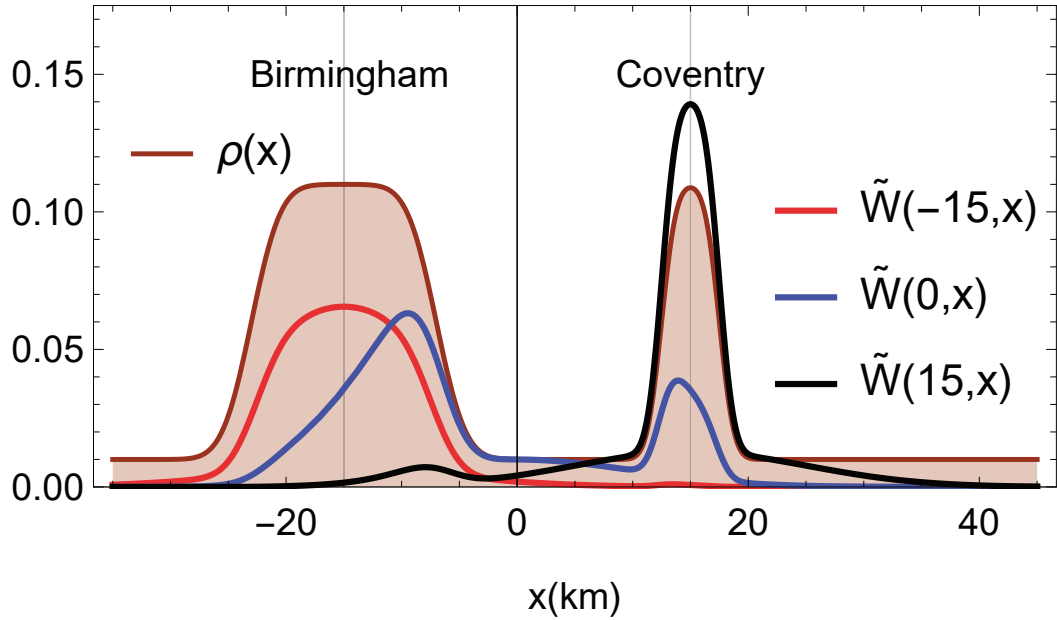 0.15
0.10
0.05
0.00
Birmingham
Coventry
ρ(x)
W̃(−15,x)
W̃(0,x)
W̃(15,x)
−20 0 20 40
x(km)